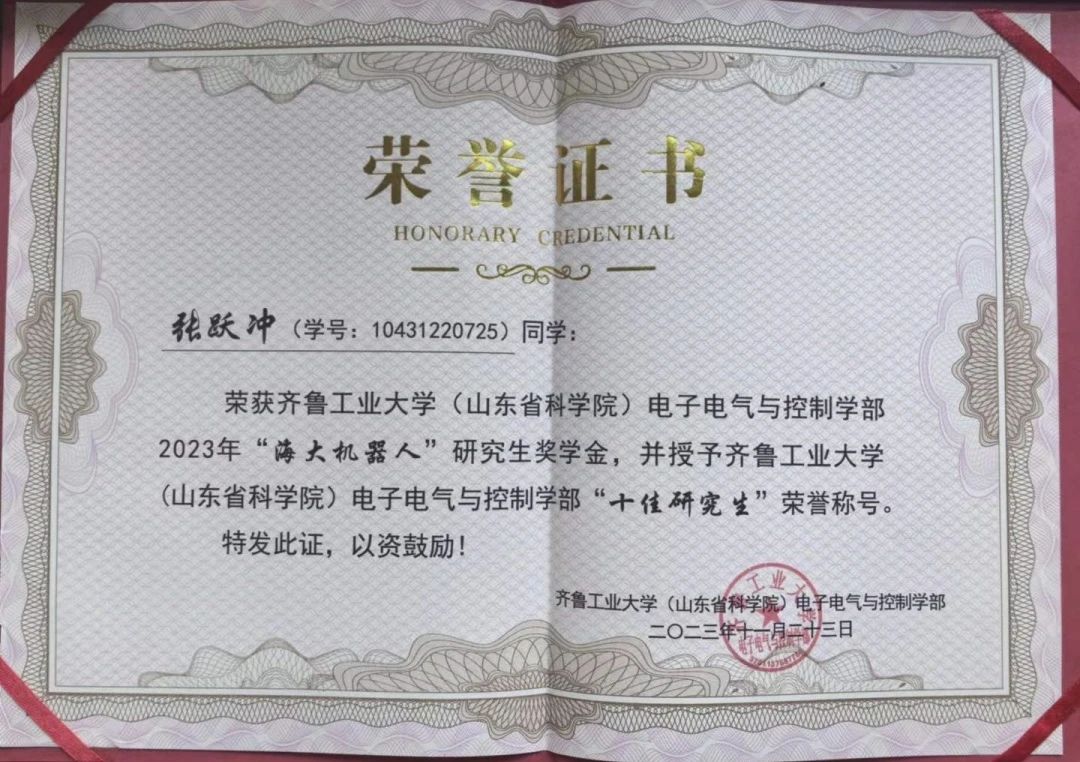 荣誉证书
HONORARY CREDENTIAL
张跃冲（学号：10431220725）同学：
荣获齐鲁工业大学（山东省科学院）电子电气与控制学部
2023年“海大机器人”研究生奖学金，并授予齐鲁工业大学
(山东省科学院）电子电气与控制学部“十佳研究生”荣誉称号。
特发此证，以资鼓励！
齐鲁工业大学（山东省科学院）电子电气与控制学部
二〇二三年十一月二十三日